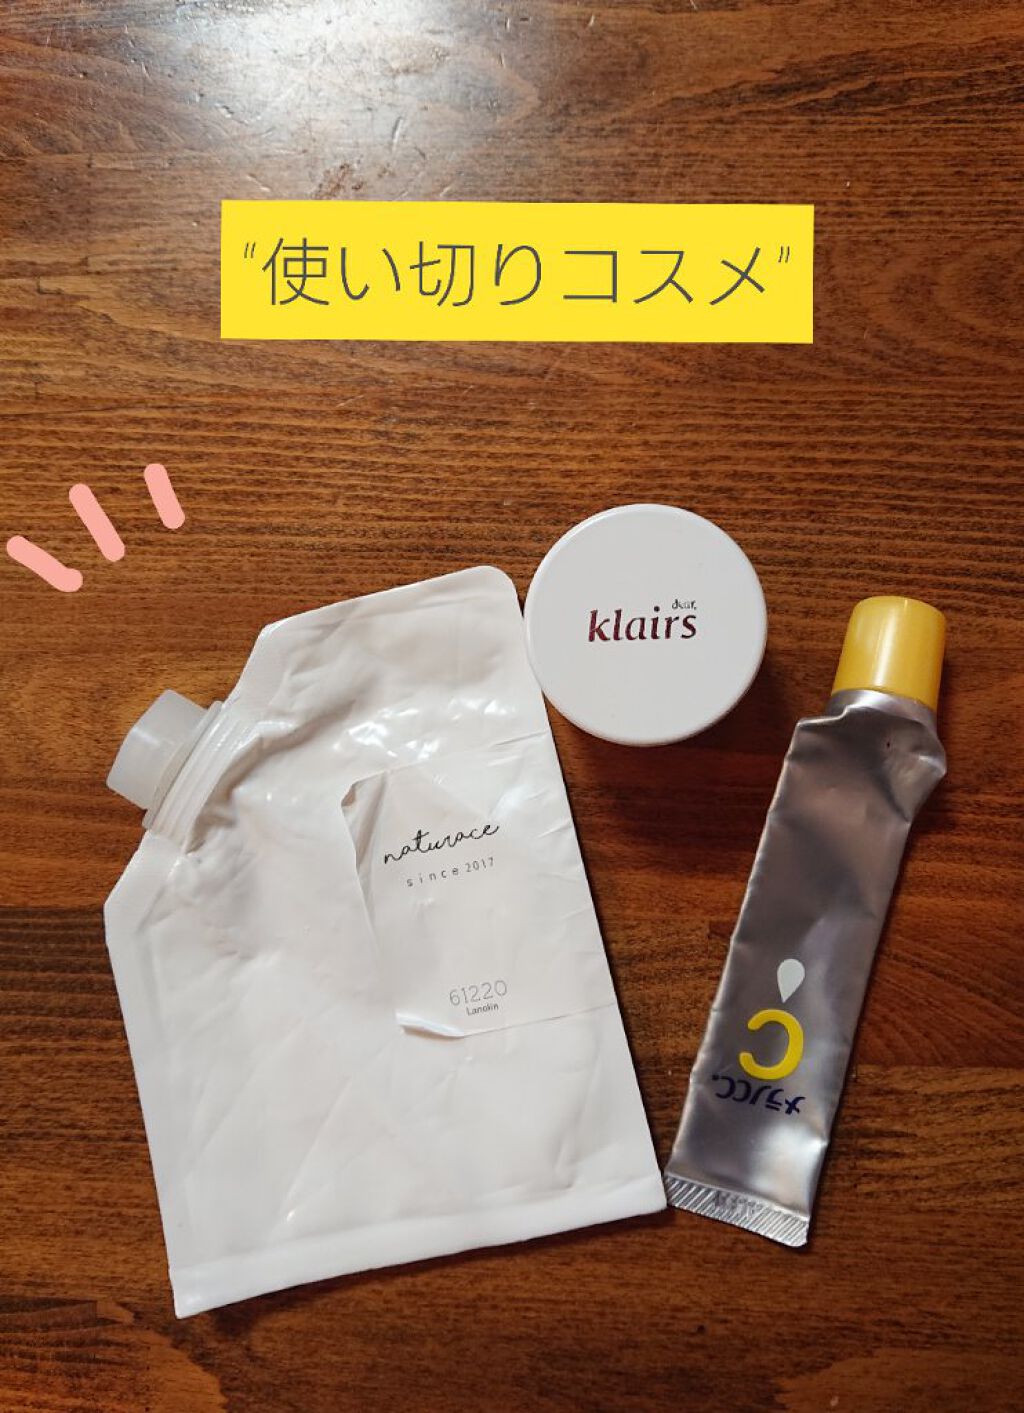 "使い切りコスメ"
dear,
klairs
naturace
since 2017
61220
Lanolin
C
メラノCC.